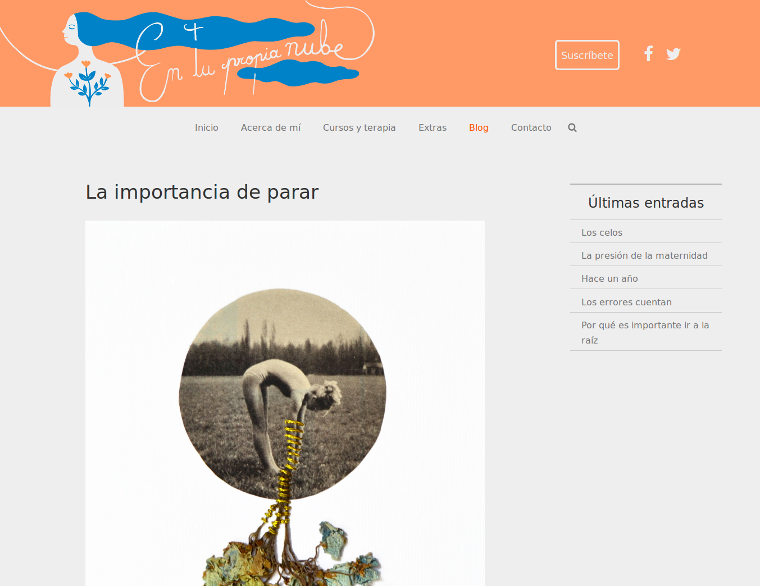 En tu propia nube
Suscríbete
Inicio
Acerca de mí
Cursos y terapia
Extras
Blog
Contacto
La importancia de parar
Últimas entradas
Los celos
La presión de la maternidad
Hace un año
Los errores cuentan
Por qué es importante ir a la
raíz